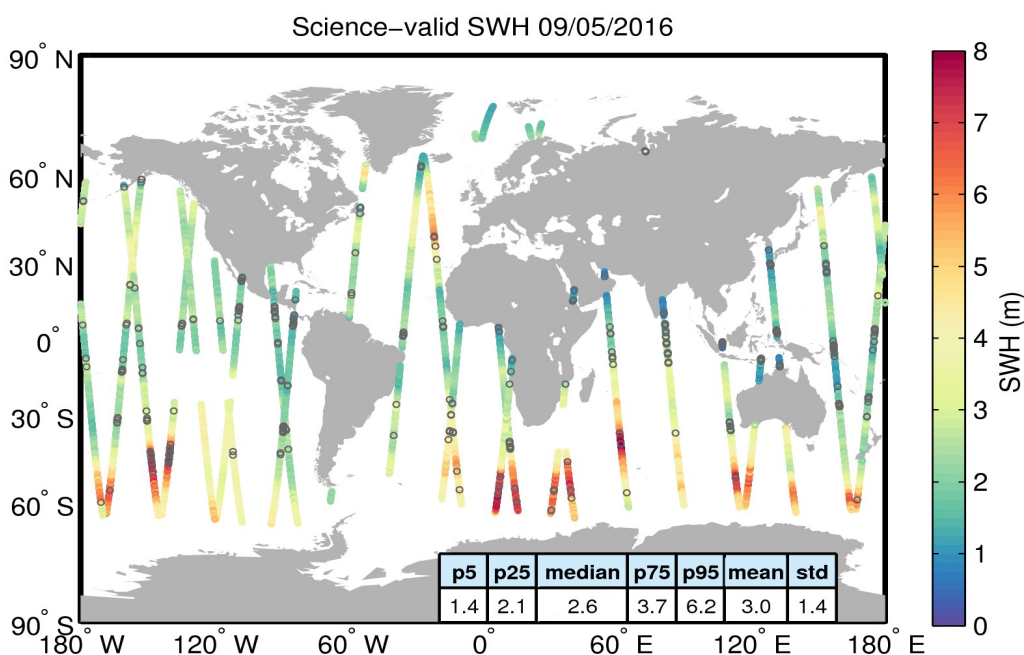 Science–valid SWH 09/05/2016
90° N
60° N
30° N
0°
30° S
60° S
90° S
180° W
120° W
60° W
0°
60° E
120° E
180° E
p5 p25 median p75 p95 mean std
1.4 2.1 2.6 3.7 6.2 3.0 1.4
8
7
6
5
4
3
2
1
0
SWH (m)